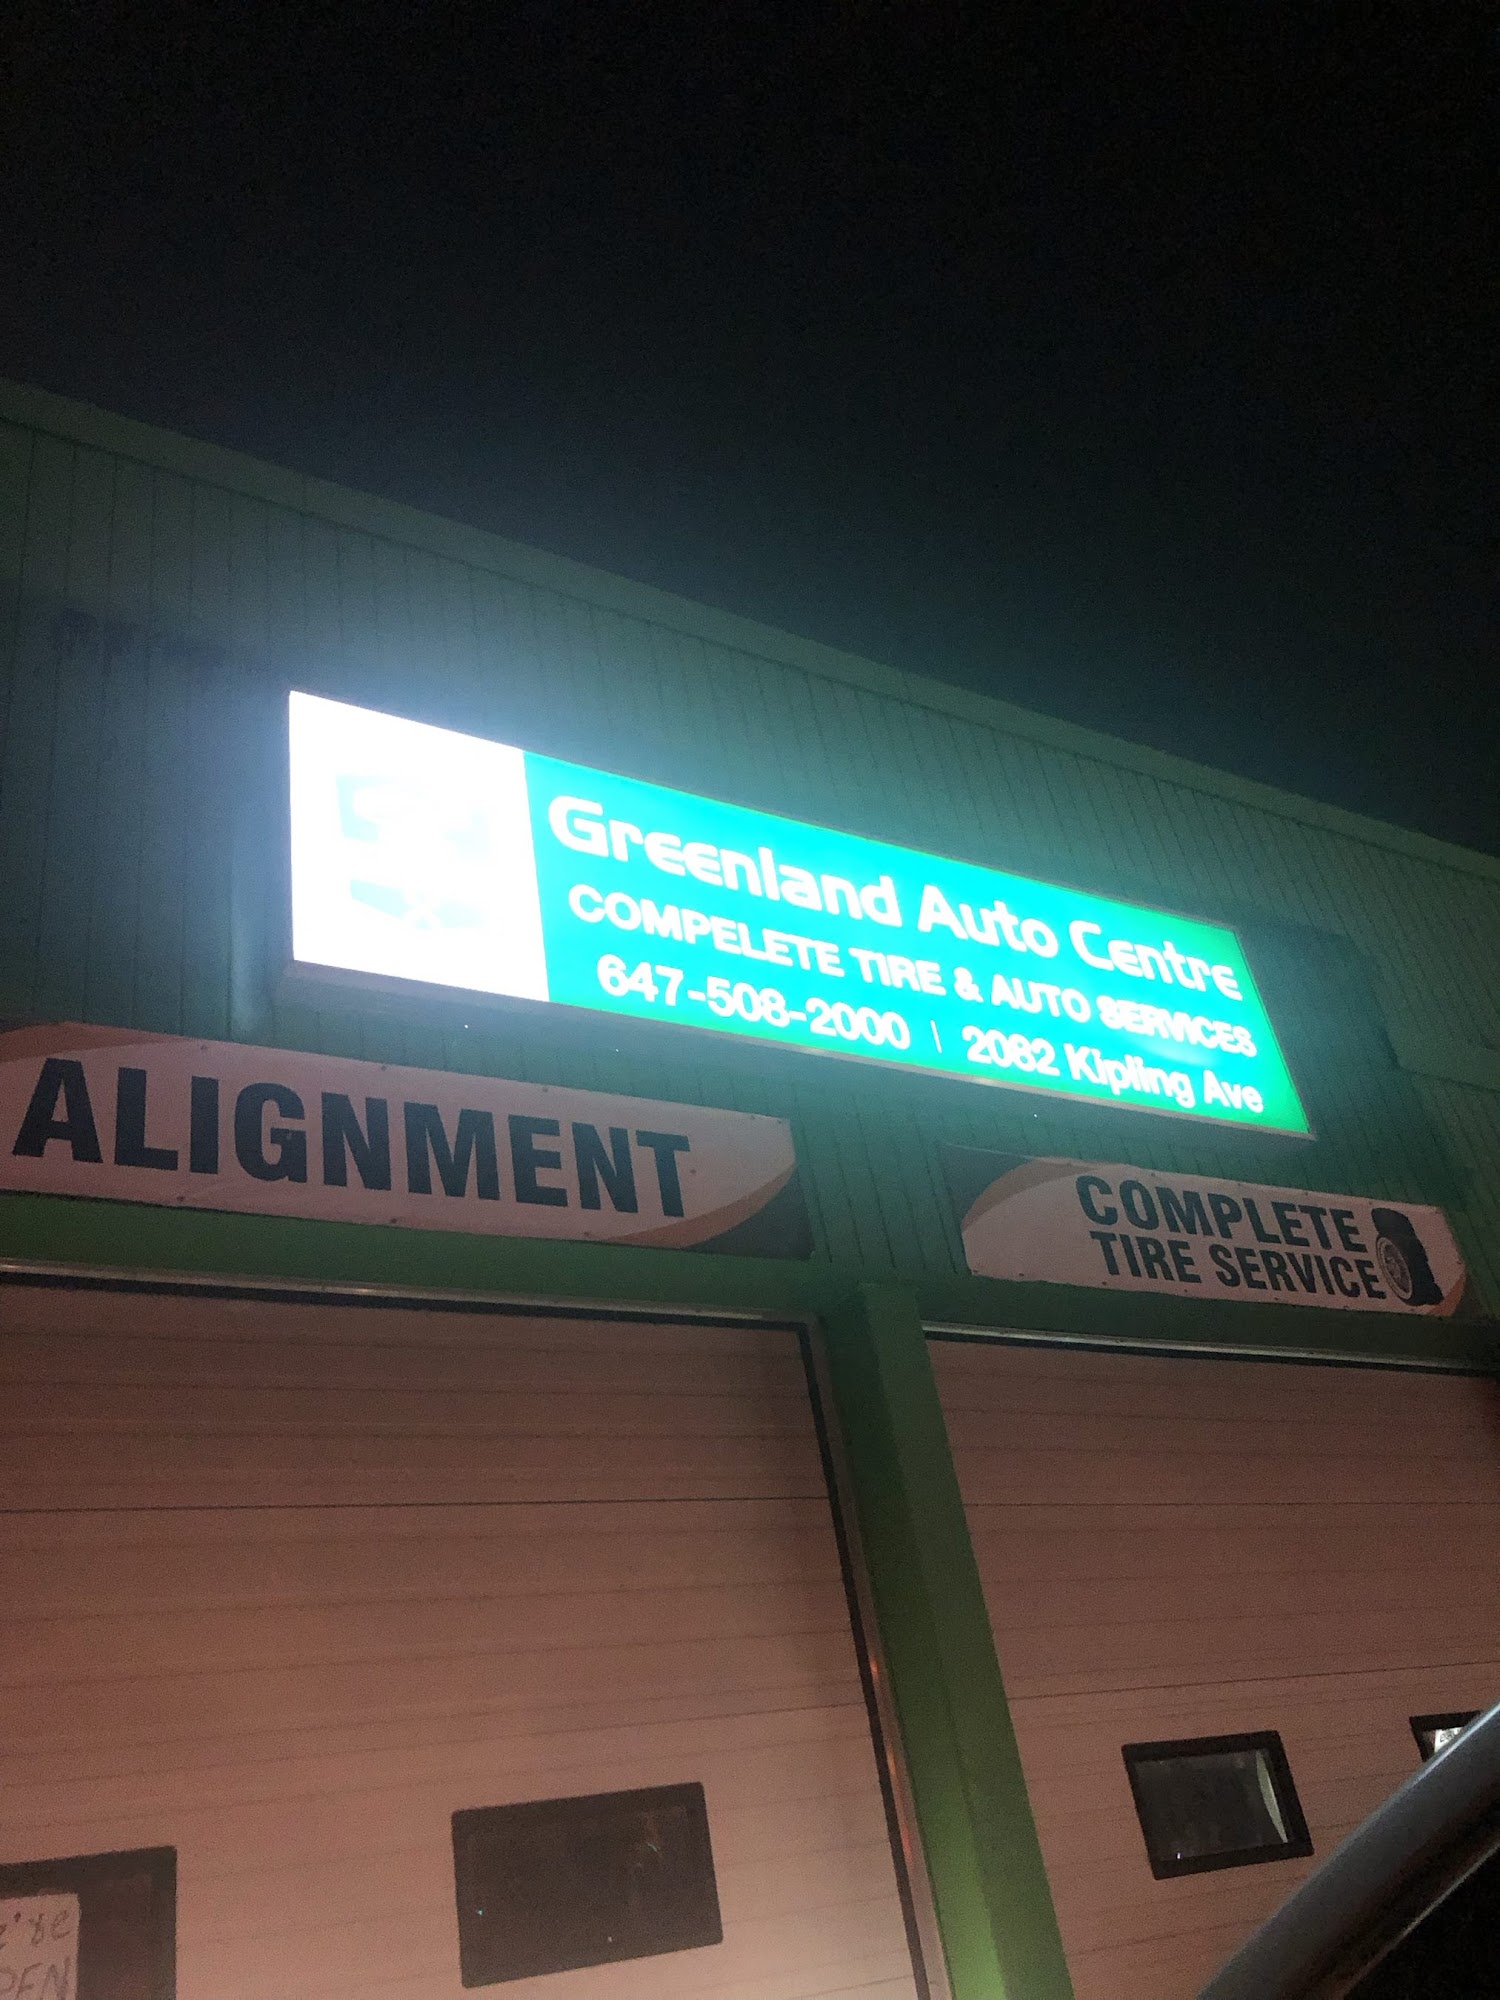 Greenland Auto Centre
COMPELETE TIRE & AUTO SERVICES
647-508-2000 | 2082 Kipling Ave
ALIGNMENT
COMPLETE
TIRE SERVICE